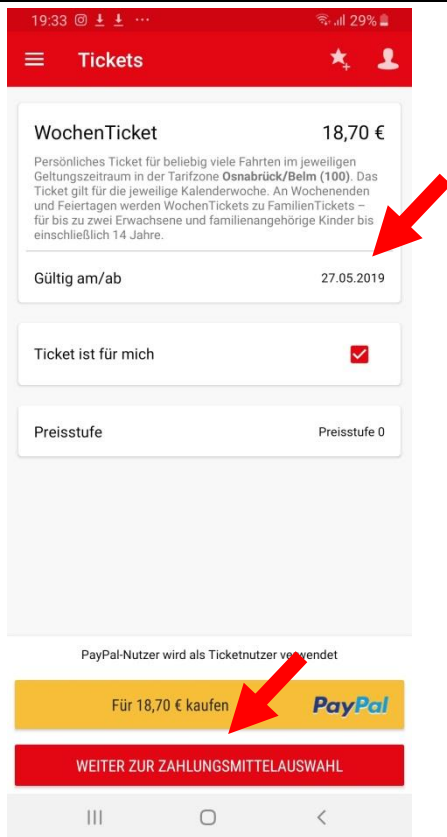 19:33 29%
Tickets
WochenTicket 18,70 €
Persönliches Ticket für beliebig viele Fahrten im jeweiligen
Geltungszeitraum in der Tarifzone Osnabrück/Belm (100). Das
Ticket gilt für die jeweilige Kalenderwoche. An Wochenenden
und Feiertagen werden WochenTickets zu FamilienTickets –
für bis zu zwei Erwachsene und familienangehörige Kinder bis
einschließlich 14 Jahre.
Gültig am/ab 27.05.2019
Ticket ist für mich
Preisstufe Preisstufe 0
PayPal-Nutzer wird als Ticketnutzer verwendet
Für 18,70 € kaufen PayPal
WEITER ZUR ZAHLUNGSMITTELAUSWAHL